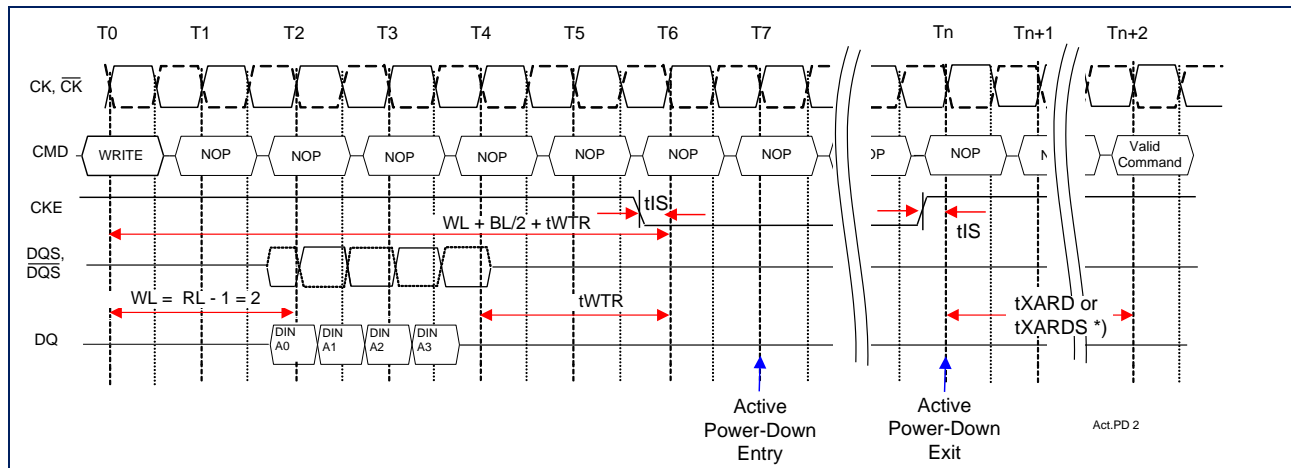 T0 T1 T2 T3 T4 T5 T6 T7 Tn Tn+1 Tn+2
CK, CK
CMD WRITE NOP NOP NOP NOP NOP NOP NOP OP NOP N Valid
Command
CKE tIS tIS
WL + BL/2 + tWTR
DQS,
DQS
WL = RL - 1 = 2 tWTR tXARD or
tXARDS *)
DQ DIN
A0 DIN
A1 DIN
A2 DIN
A3
Active
Power-Down
Entry
Active
Power-Down
Exit
Act.PD 2